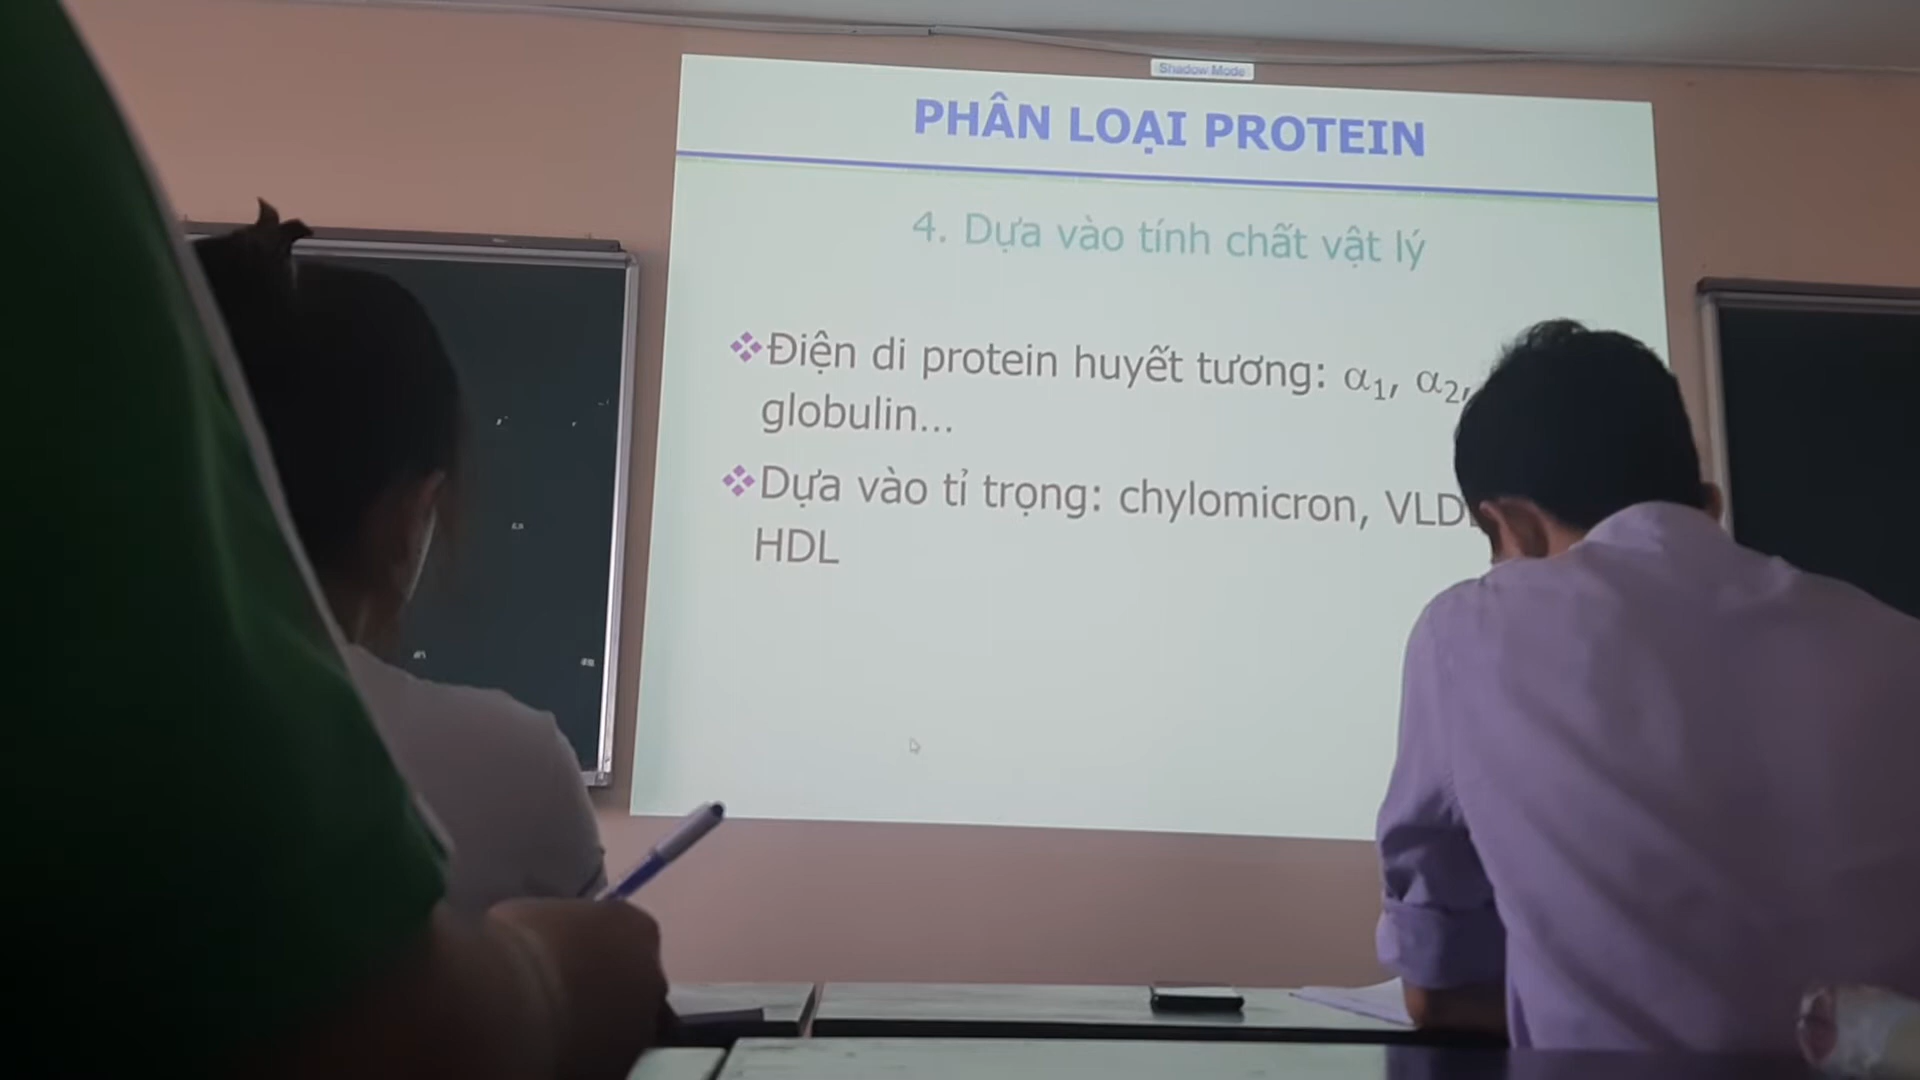 Shadow Mode
PHÂN LOẠI PROTEIN
4. Dựa vào tính chất vật lý
Điện di protein huyết tương: α₁, α₂,
globulin...
Dựa vào tỉ trọng: chylomicron,
HDL